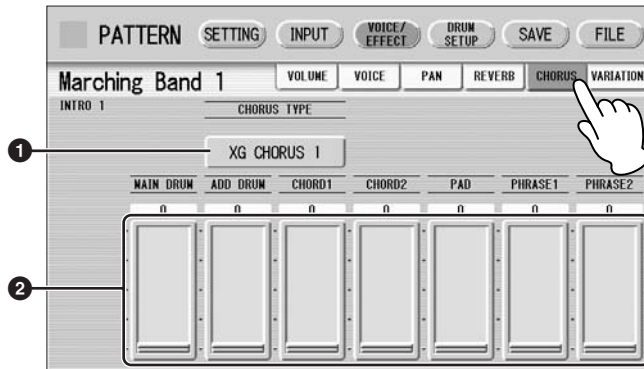 PATTERN SETTING INPUT VOICE/ EFFECT DRUM SETUP SAVE FILE
Marching Band 1 VOLUME VOICE PAN REVERB CHORUS VARIATION
INTRO 1 CHORUS TYPE
1 XG CHORUS 1
MAIN DRUM ADD DRUM CHORD1 CHORD2 PAD PHRASE1 PHRASE2
0 0 0 0 0 0 0
2